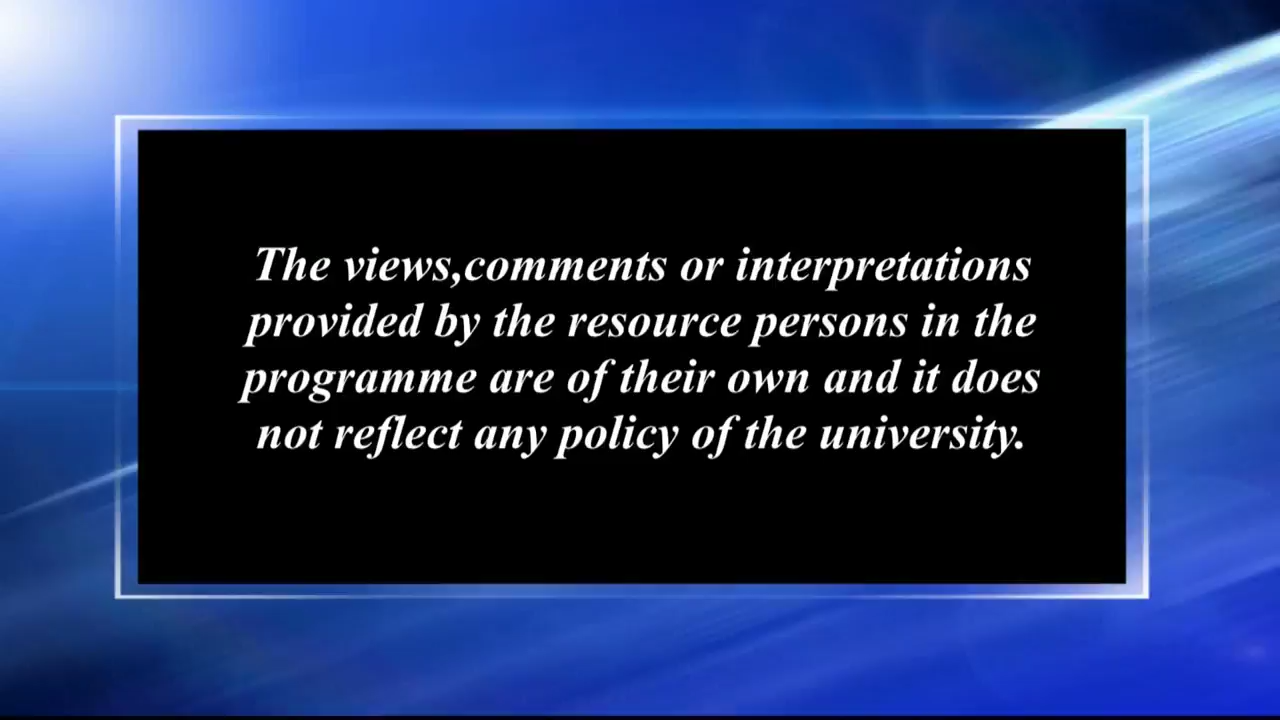 The views,comments or interpretations
provided by the resource persons in the
programme are of their own and it does
not reflect any policy of the university.